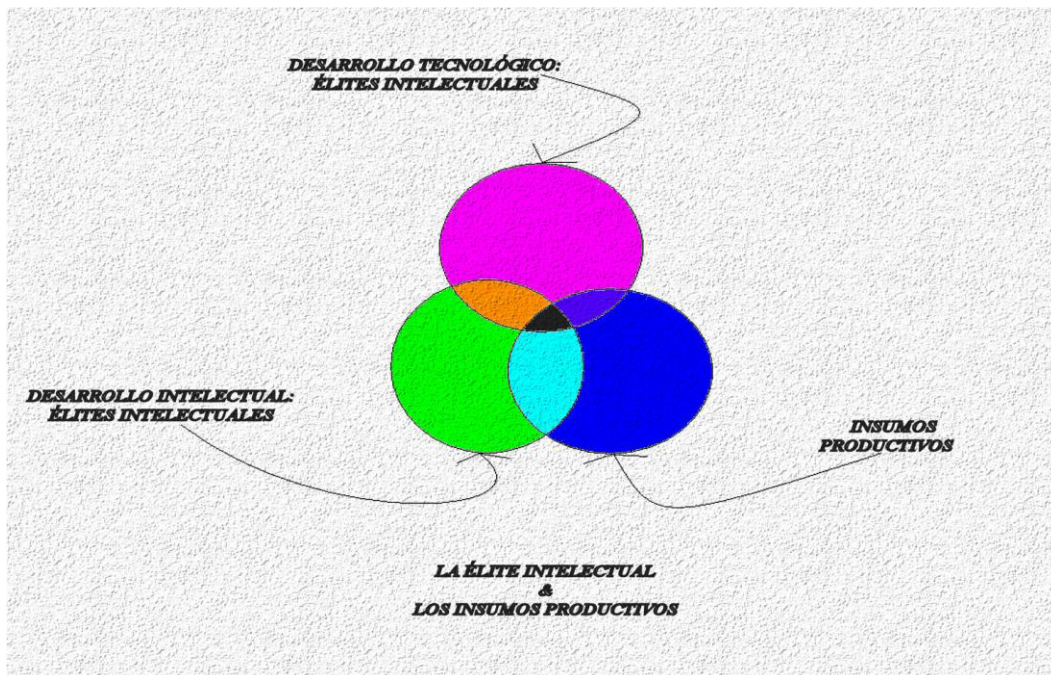 DESARROLLO TECNOLÓGICO:
ÉLITES INTELECTUALES
DESARROLLO INTELECTUAL:
ÉLITES INTELECTUALES
INSUMOS
PRODUCTIVOS
LA ÉLITE INTELECTUAL
&
LOS INSUMOS PRODUCTIVOS